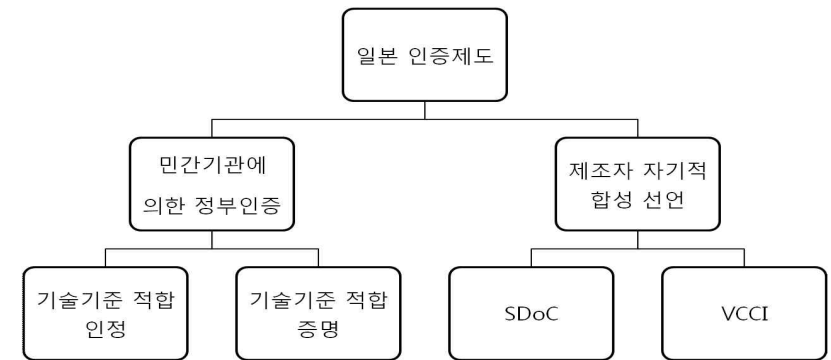 일본 인증제도
민간기관에
의한 정부인증
제조자 자기적
합성 선언
기술기준 적합
인정
기술기준 적합
증명
SDoC
VCCI